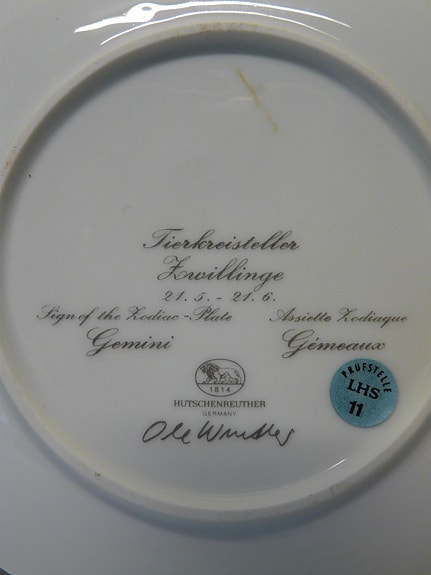 Tierkreisteller
Zwillinge
21.5. - 21.6.
Sign of the Zodiac - Plate
Gemini
Assiette Zodiaque
Gémeaux
1814
HUTSCHENREUTHER
GERMANY
Ole Winther
PRÜFSTELLE
LHS
11